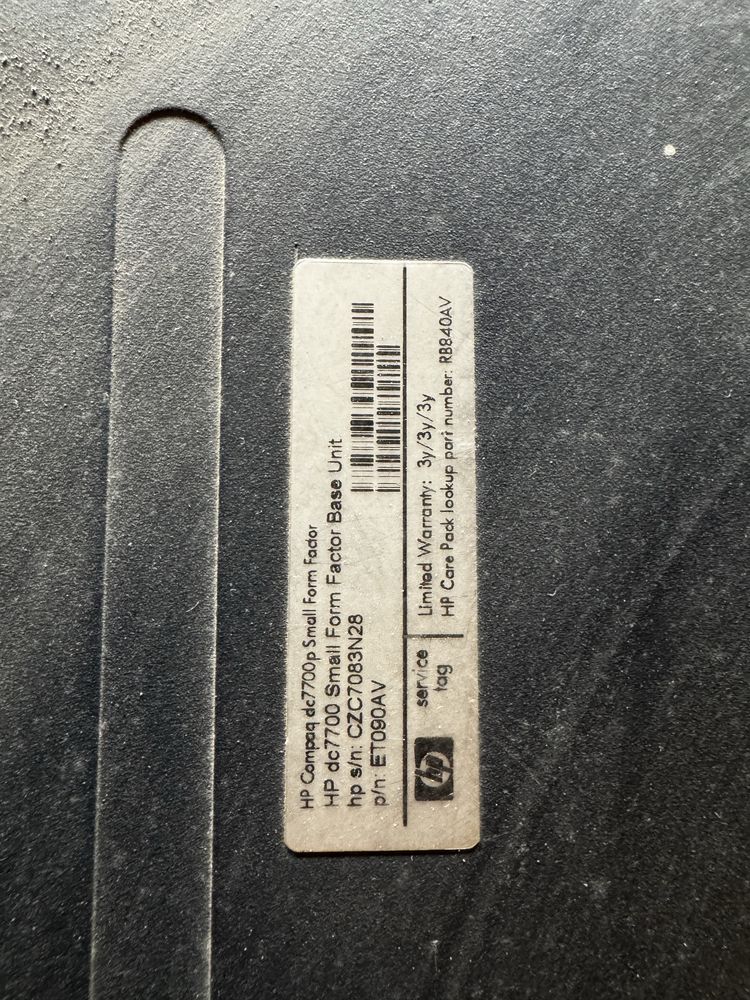 HP Compaq dc7700p Small Form Factor
HP dc7700 Small Form Factor Base Unit
hp s/n: CZC7083N28
p/n: ET090AV
hp
service
tag
Limited Warranty: 3y/3y/3y
HP Care Pack lookup part number: RB840AV